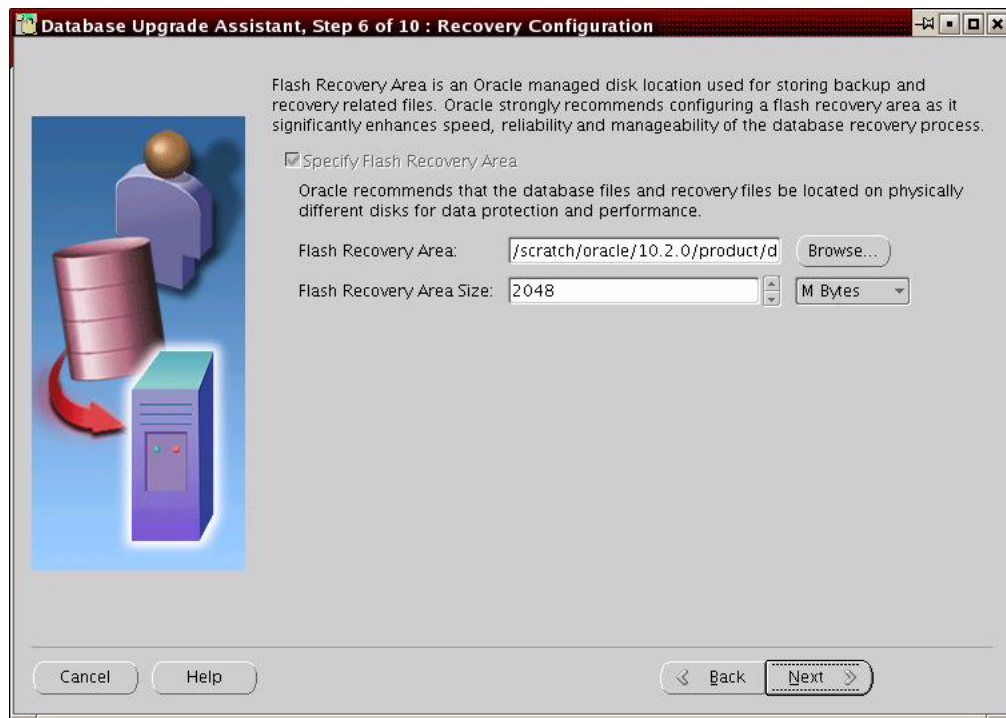 Database Upgrade Assistant, Step 6 of 10 : Recovery Configuration
Flash Recovery Area is an Oracle managed disk location used for storing backup and
recovery related files. Oracle strongly recommends configuring a flash recovery area as it
significantly enhances speed, reliability and manageability of the database recovery process.
Specify Flash Recovery Area
Oracle recommends that the database files and recovery files be located on physically
different disks for data protection and performance.
Flash Recovery Area: /scratch/oracle/10.2.0/product/d Browse...
Flash Recovery Area Size: 2048 M Bytes
Cancel Help Back Next